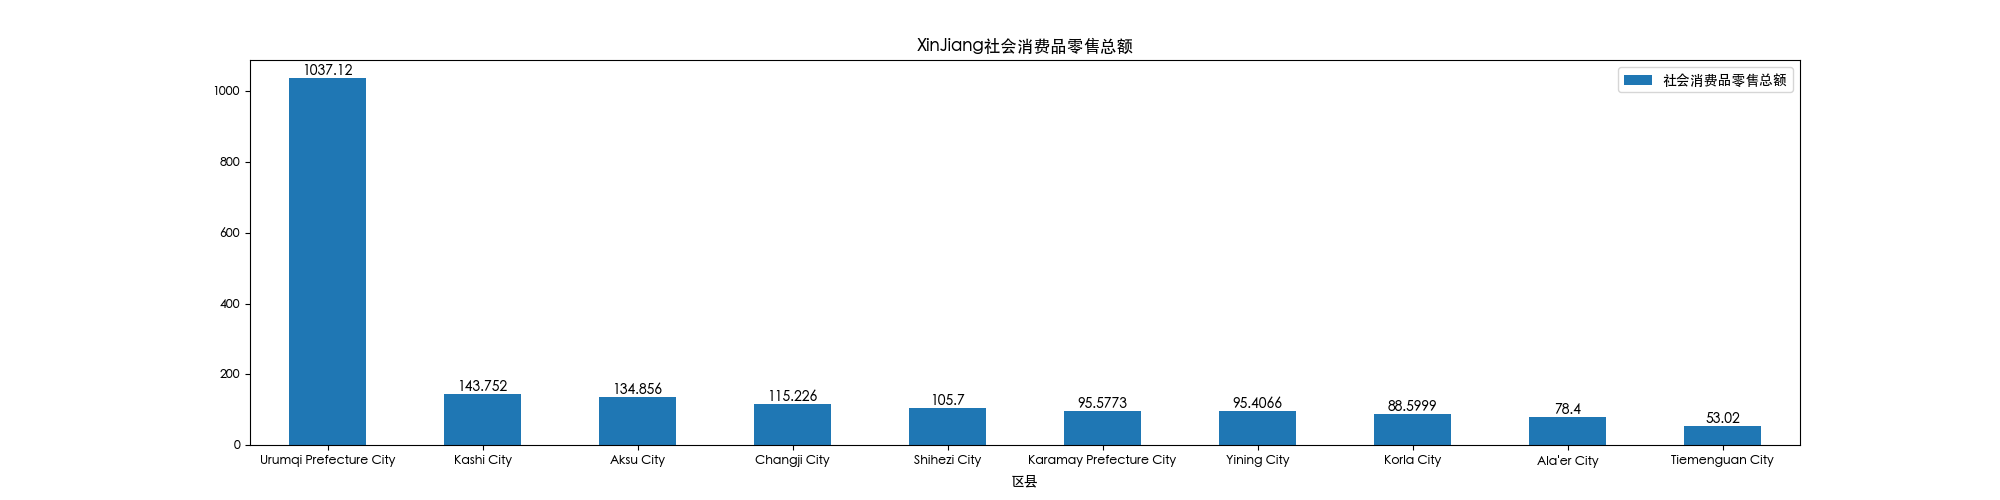 XinJiang社会消费品零售总额
社会消费品零售总额
1037.12
143.752
134.856
115.226
105.7
95.5773
95.4066
88.5999
78.4
53.02
1000
800
600
400
200
0
Urumqi Prefecture City
Kashi City
Aksu City
Changji City
Shihezi City
Karamay Prefecture City
Yining City
Korla City
Ala'er City
Tiemenguan City
区县